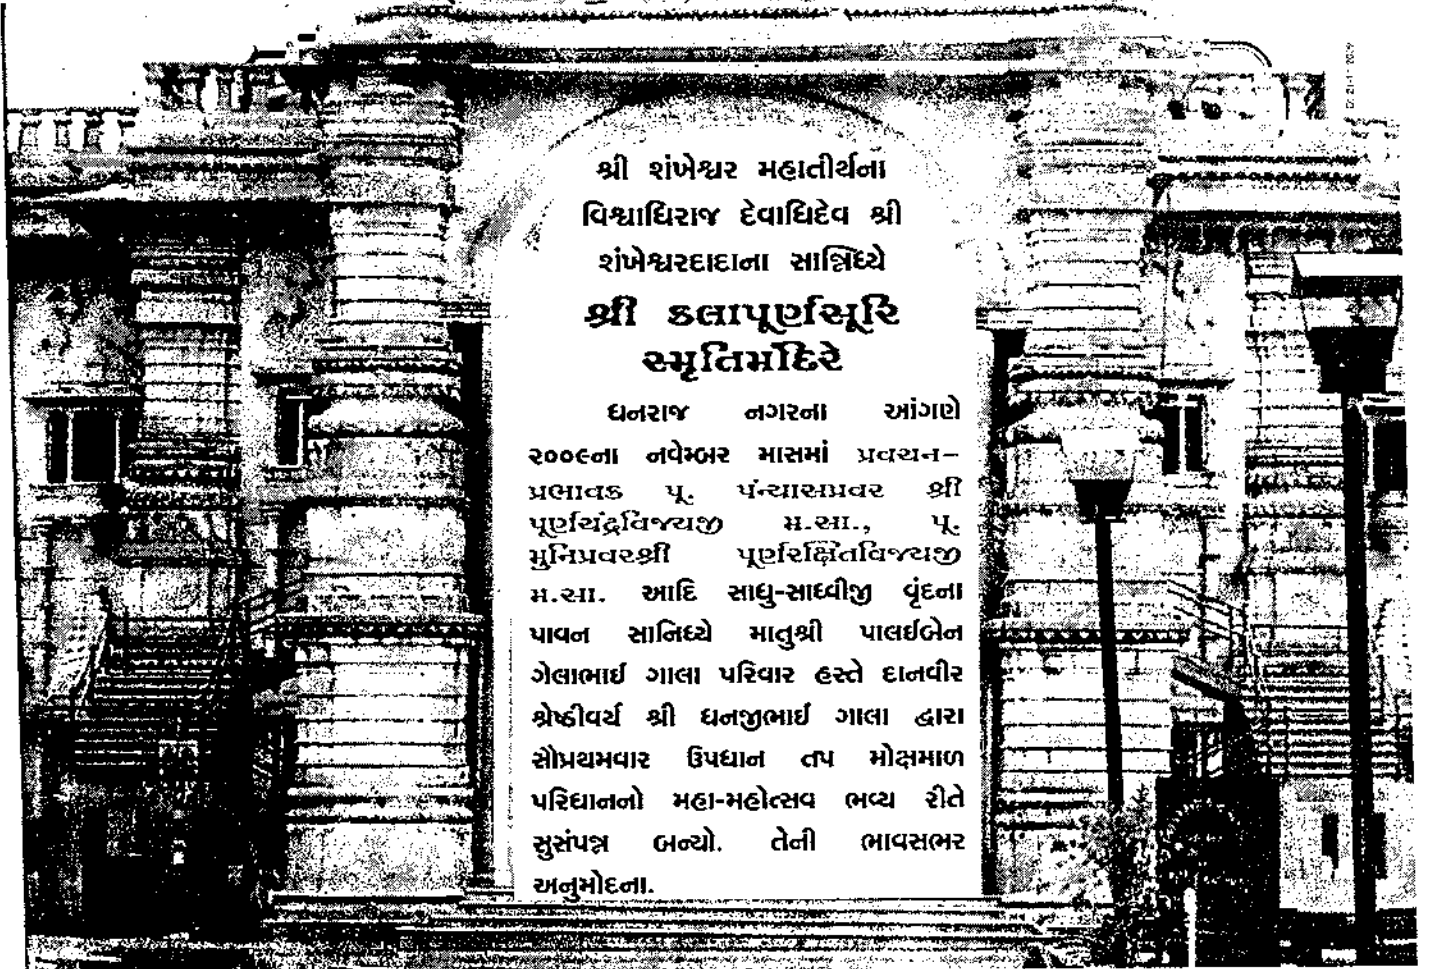 શ્રી શંખેશ્વર મહાતીર્થના
વિશ્વાધિરાજ દેવાધિદેવ શ્રી
શંખેશ્વરદાદાના સાન્નિધ્યે
શ્રી કલાપૂર્ણસૂરિ
સ્મૃતિમંદિરે
ધનરાજ નગરના આંગણે
૨૦૦૯ના નવેમ્બર માસમાં પ્રવચન-
પ્રભાવક પૂ. પંન્યાસપ્રવર શ્રી
પૂર્ણચંદ્રવિજયજી મ.સા., પૂ.
મુનિપ્રવરશ્રી પૂર્ણરક્ષિતવિજયજી
મ.સા. આદિ સાધુ-સાધ્વીજી વૃંદના
પાવન સાનિધ્યે માતુશ્રી પાલઈબેન
ગેલાભાઈ ગાલા પરિવાર હસ્તે દાનવીર
શ્રેષ્ઠીવર્ય શ્રી ધનજીભાઈ ગાલા દ્વારા
સૌપ્રથમવાર ઉપધાન તપ મોક્ષમાળ
પરિધાનનો મહા-મહોત્સવ ભવ્ય રીતે
સુસંપન્ન બન્યો. તેની ભાવસભર
અનુમોદના.